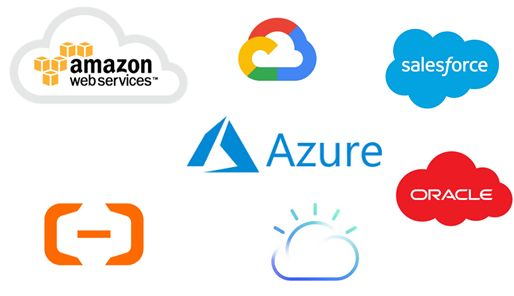 amazon
webservices™
salesforce
Azure
ORACLE